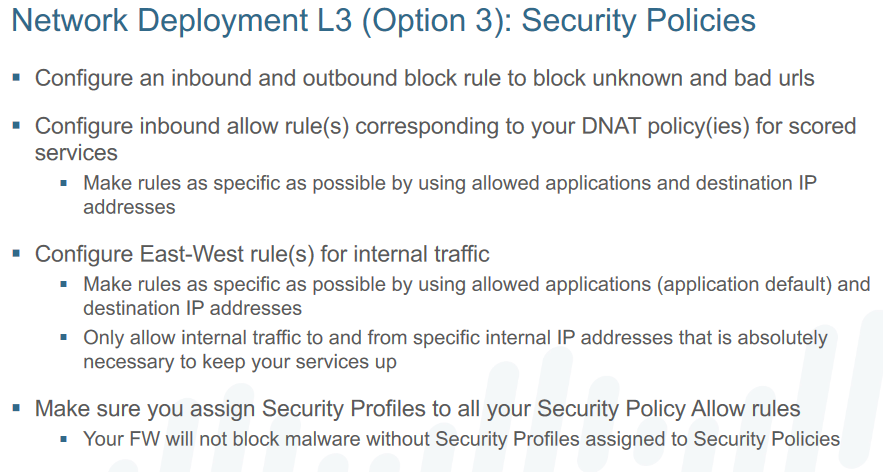 Network Deployment L3 (Option 3): Security Policies
▪ Configure an inbound and outbound block rule to block unknown and bad urls
▪ Configure inbound allow rule(s) corresponding to your DNAT policy(ies) for scored
services
▪ Make rules as specific as possible by using allowed applications and destination IP
addresses
▪ Configure East-West rule(s) for internal traffic
▪ Make rules as specific as possible by using allowed applications (application default) and
destination IP addresses
▪ Only allow internal traffic to and from specific internal IP addresses that is absolutely
necessary to keep your services up
▪ Make sure you assign Security Profiles to all your Security Policy Allow rules
▪ Your FW will not block malware without Security Profiles assigned to Security Policies